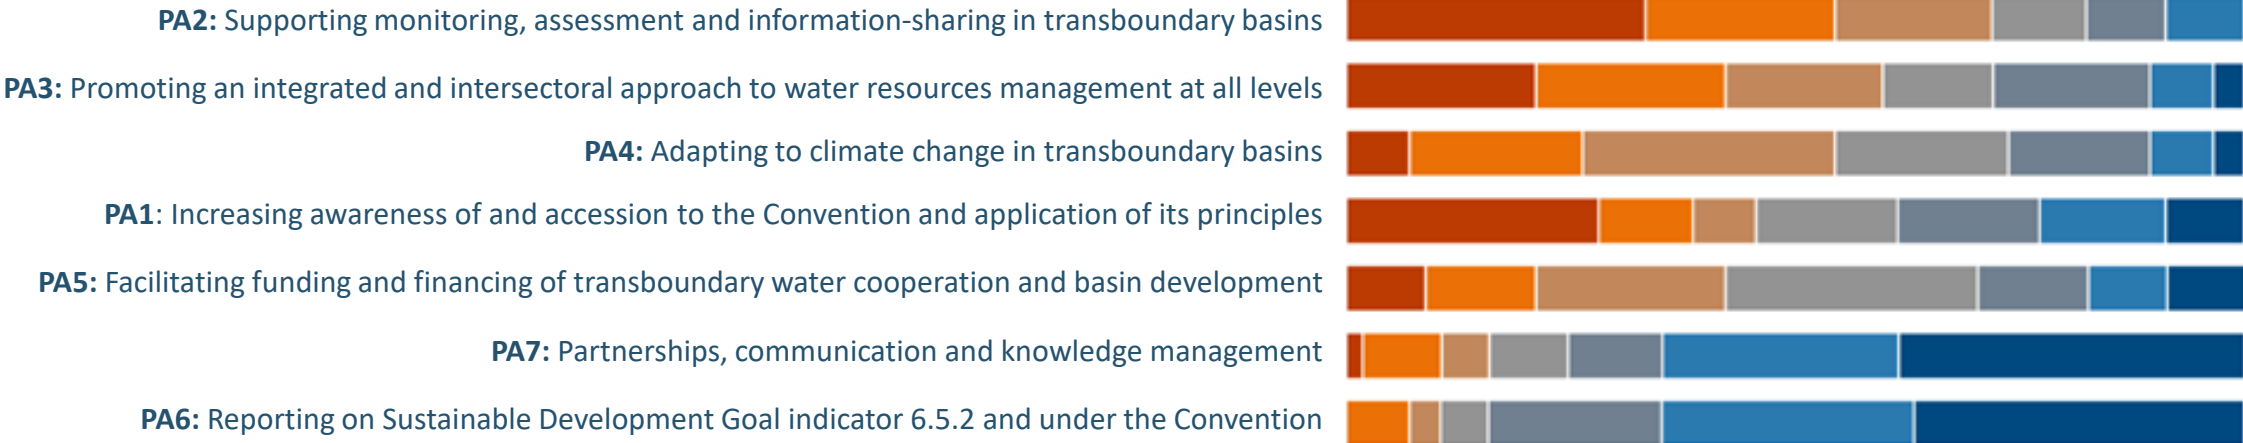 PA2: Supporting monitoring, assessment and information-sharing in transboundary basins
PA3: Promoting an integrated and intersectoral approach to water resources management at all levels
PA4: Adapting to climate change in transboundary basins
PA1: Increasing awareness of and accession to the Convention and application of its principles
PA5: Facilitating funding and financing of transboundary water cooperation and basin development
PA7: Partnerships, communication and knowledge management
PA6: Reporting on Sustainable Development Goal indicator 6.5.2 and under the Convention